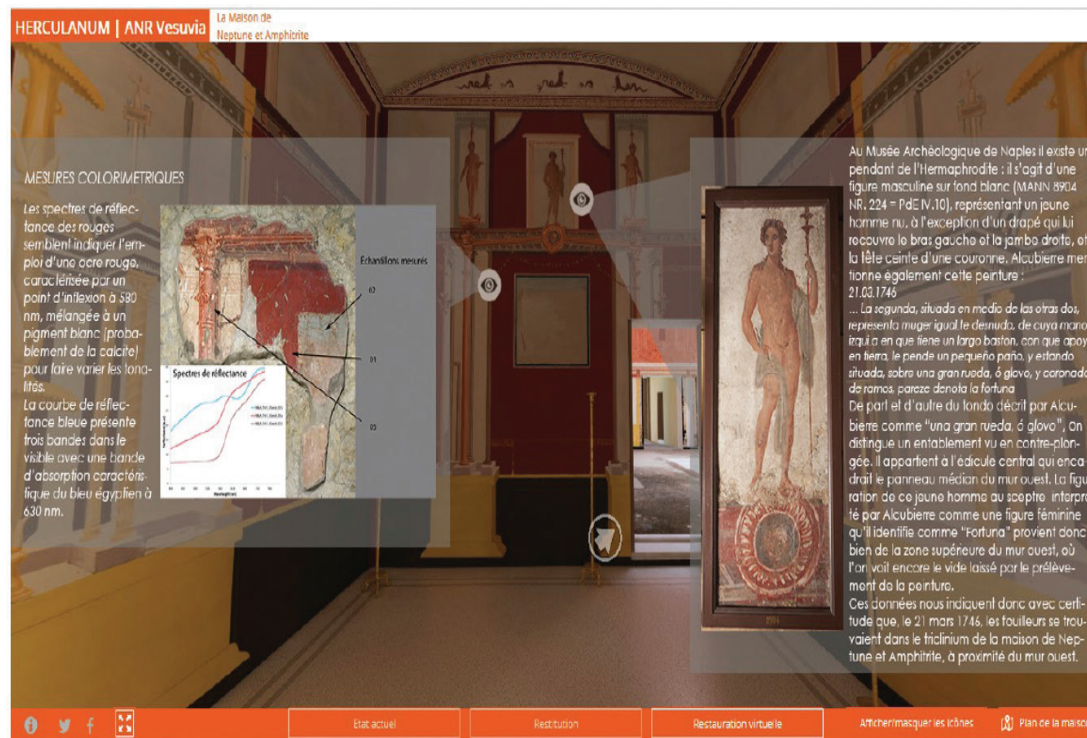 HERCULANUM | ANR Vesuvia
La Maison de
Neptune et Amphitrite
MESURES COLORIMETRIQUES
Les spectres de réflec-
tance des rouges
semblent indiquer l'em-
ploi d'une ocre rouge,
caractérisée par un
point d'inflexion à 580
nm, mélangée à un
pigment blanc (proba-
blement de la calcite)
pour faire varier les tona-
lités.
La courbe de réflec-
tance bleue présente
trois bandes dans le
visible avec une bande
d'absorption caractéris-
tique du bleu égyptien à
630 nm.
Échantillons mesurés
02
01
03
Spectres de réflectance
Au Musée Archéologique de Naples il existe un
pendant de l'Hermaphrodite : il s'agit d'une
figure masculine sur fond blanc (MANN 8904
NR. 224 = PdE IV.10), représentant un jeune
homme nu, à l'exception d'un drapé qui lui
recouvre le bras gauche et la jambe droite, et
la tête ceinte d'une couronne. Alcubierre men
tionne également cette peinture :
21.03.1746
... La segunda, situada en medio de las otras dos,
representa muger igual.te desnuda, de cuya mano
izqui.a en que tiene un largo baston, con que apoy
en tierra, le pende un pequeño paño, y estando
situada, sobre una gran rueda, ó glovo, y coronada
de ramos, pareze denota la fortuna
De part et d'autre du tondo décrit par Alcu-
bierre comme "una gran rueda, ó glovo", on
distingue un entablement vu en contre-plon-
gée. Il appartient à l'édicule central qui enca-
drait le panneau médian du mur ouest. La figu
ration de ce jeune homme au sceptre interpré
té par Alcubierre comme une figure féminine
qu'il identifie comme "Fortuna" provient donc
bien de la zone supérieure du mur ouest, où
l'on voit encore le vide laissé par le prélève-
ment de la peinture.
Ces données nous indiquent donc avec certi-
tude que, le 21 mars 1746, les fouilleurs se trou-
vaient dans le triclinium de la maison de Nep-
tune et Amphitrite, à proximité du mur ouest.
Etat actuel
Restitution
Restauration virtuelle
Afficher/masquer les icônes
Plan de la maison